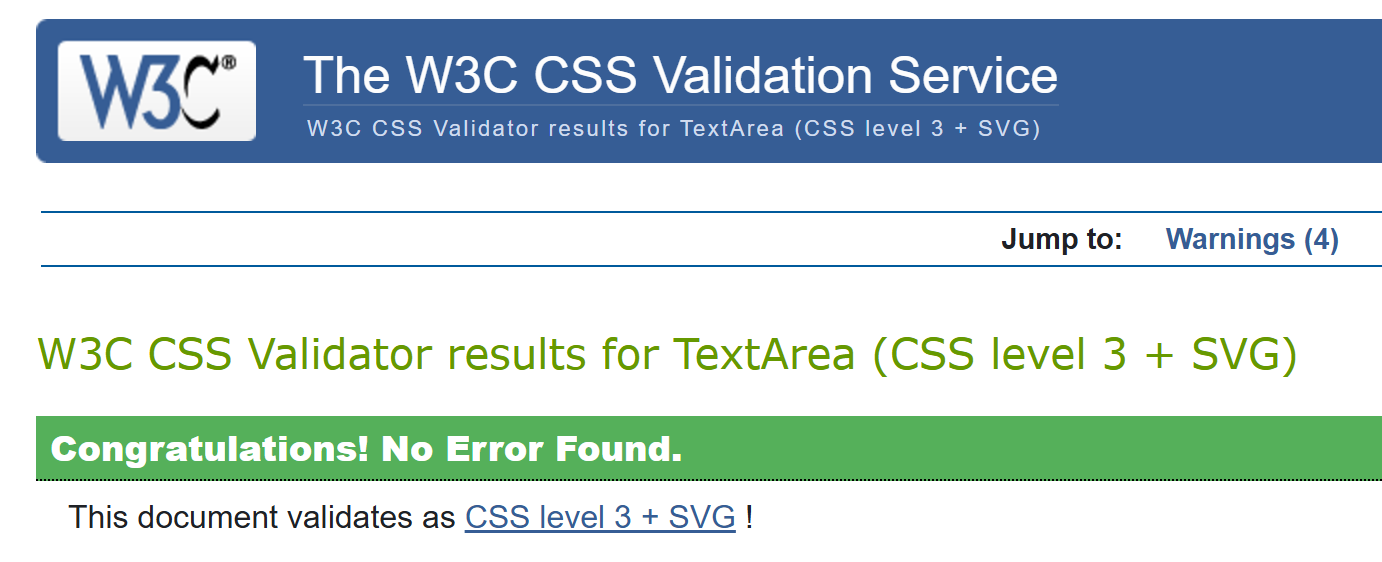 W3C®
The W3C CSS Validation Service
W3C CSS Validator results for TextArea (CSS level 3 + SVG)
Jump to: Warnings (4)
W3C CSS Validator results for TextArea (CSS level 3 + SVG)
Congratulations! No Error Found.
This document validates as CSS level 3 + SVG !